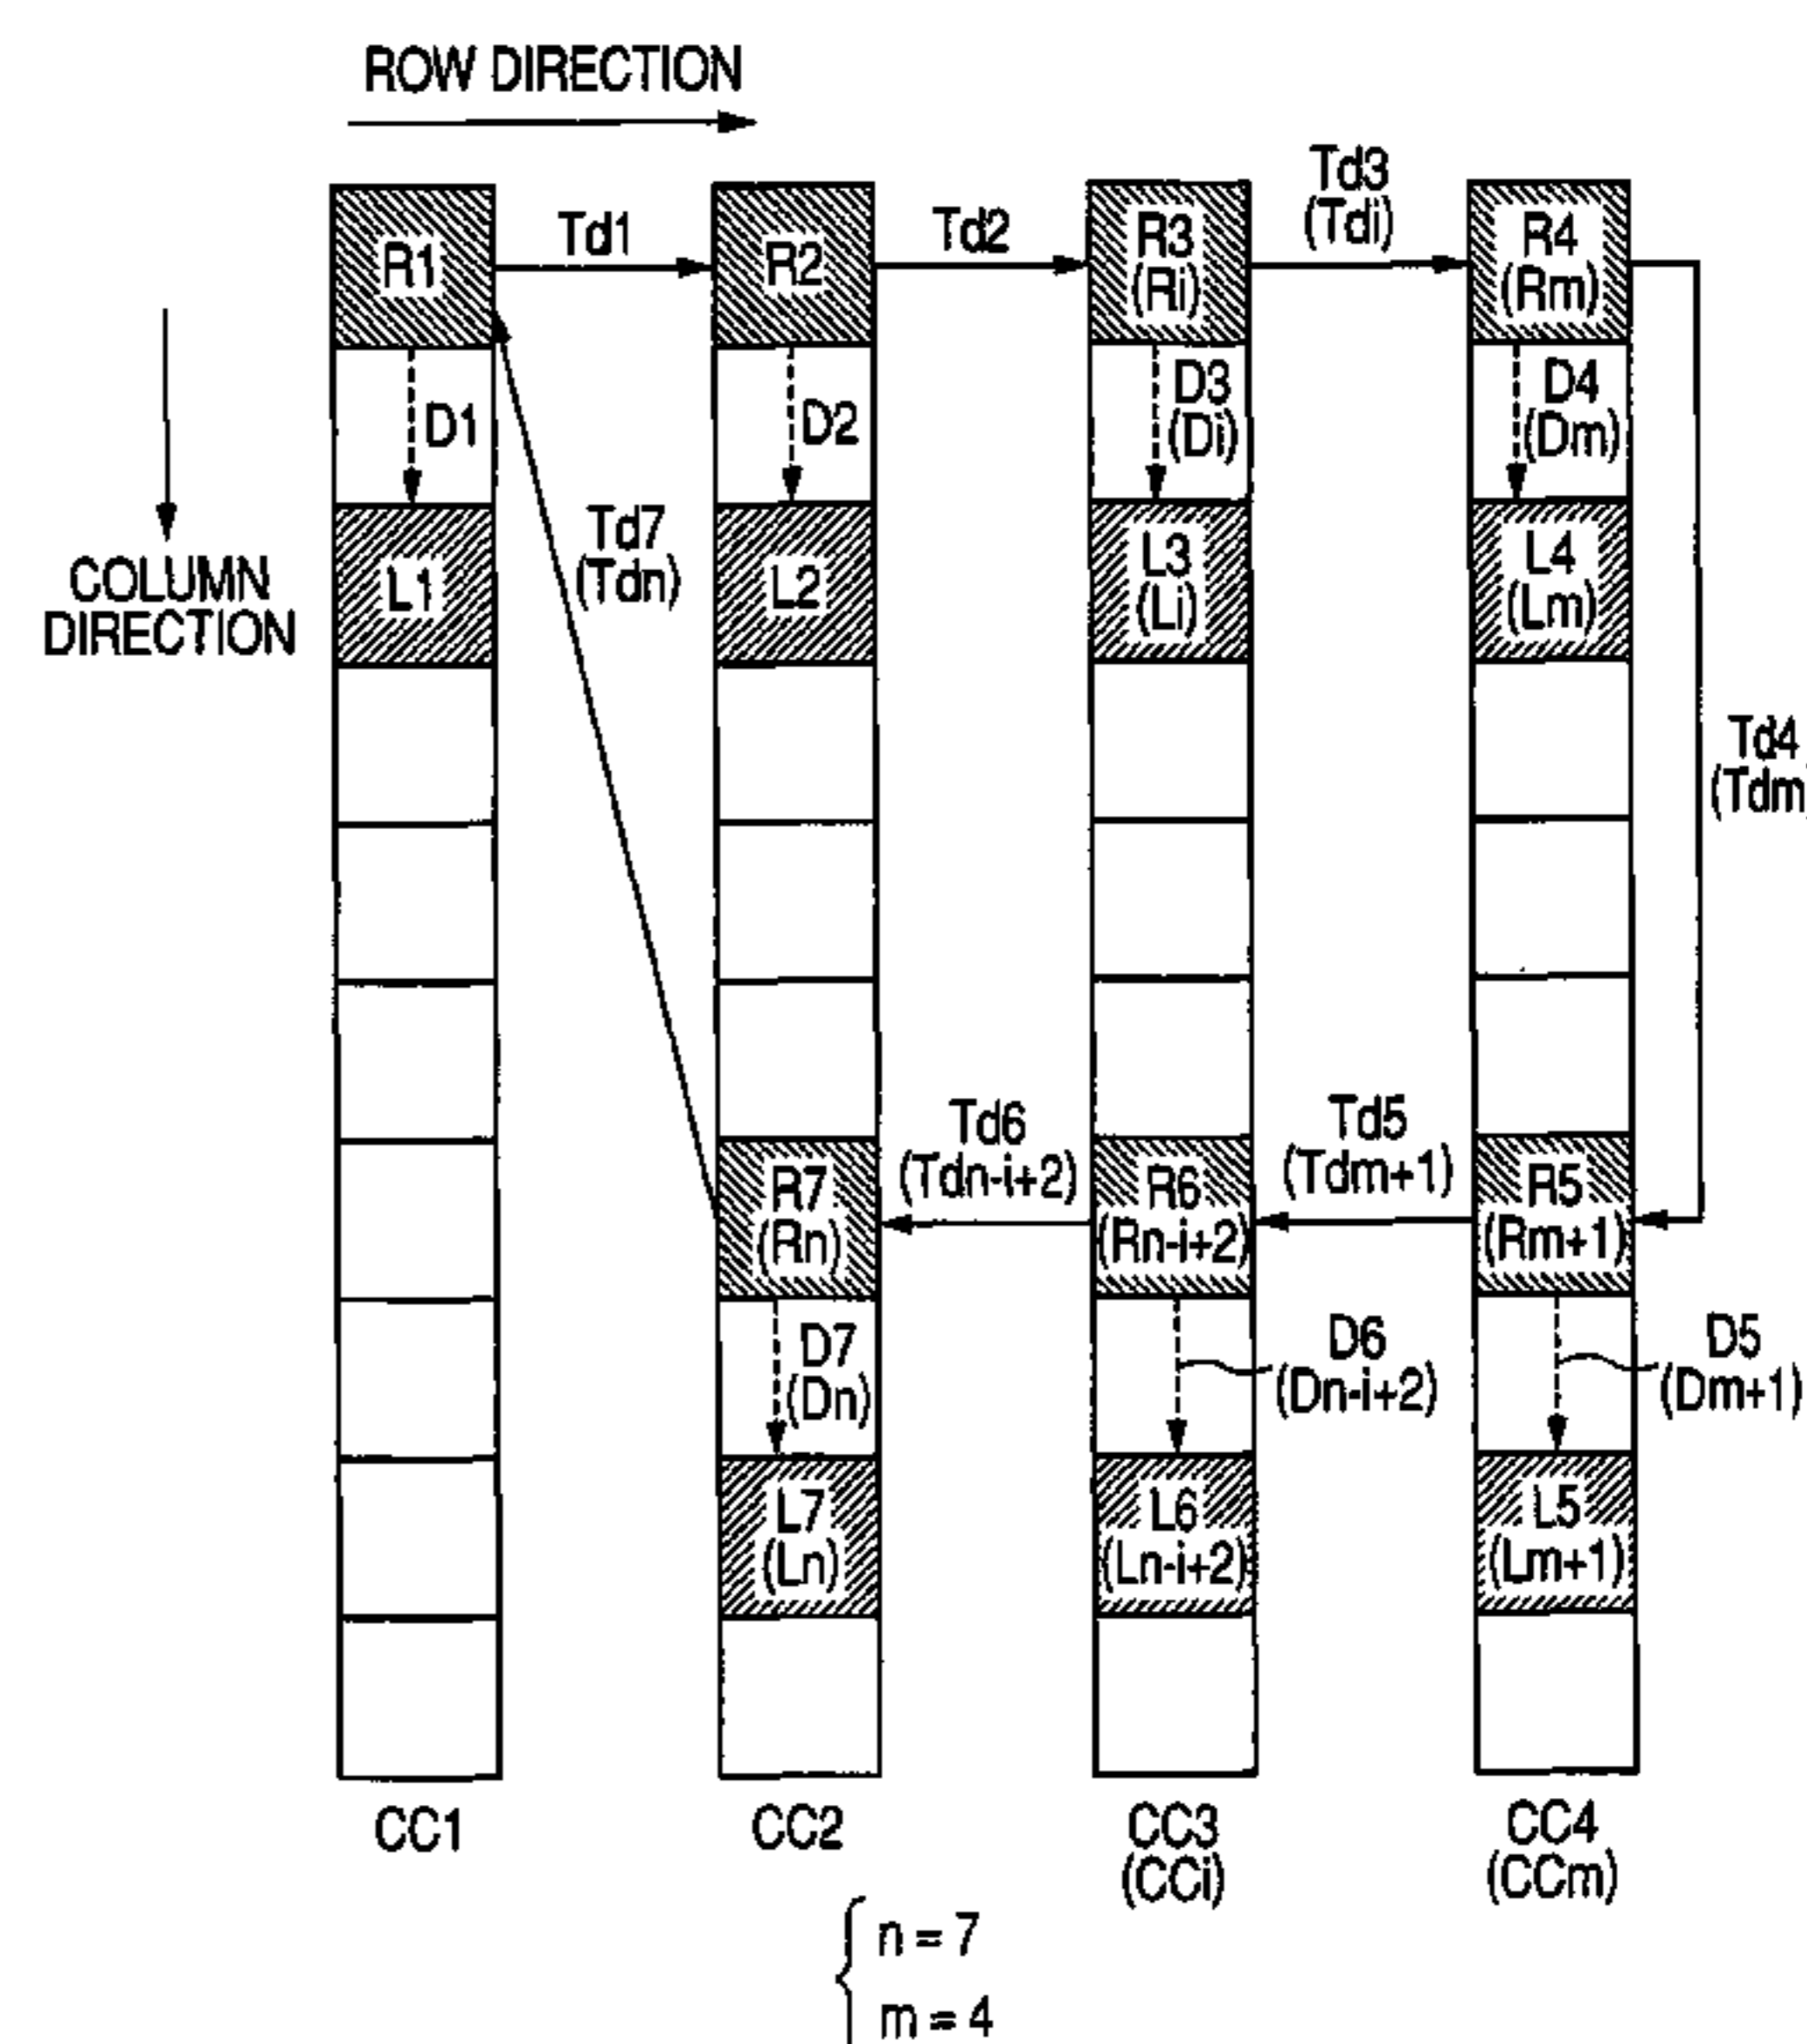 ROW DIRECTION
Td3
(Tdi)
Td1
Td2
R1
R2
R3
(Ri)
R4
(Rm)
D1
D2
D3
(Di)
D4
(Dm)
Td7
(Tdn)
COLUMN
DIRECTION
L1
L2
L3
(Li)
L4
(Lm)
Td4
(Tdm)
Td6
(Tdn-i+2)
Td5
(Tdm+1)
R7
(Rn)
R6
(Rn-i+2)
R5
(Rm+1)
D7
(Dn)
D6
(Dn-i+2)
D5
(Dm+1)
L7
(Ln)
L6
(Ln-i+2)
L5
(Lm+1)
CC1
CC2
CC3
(CCi)
CC4
(CCm)
n = 7
m = 4